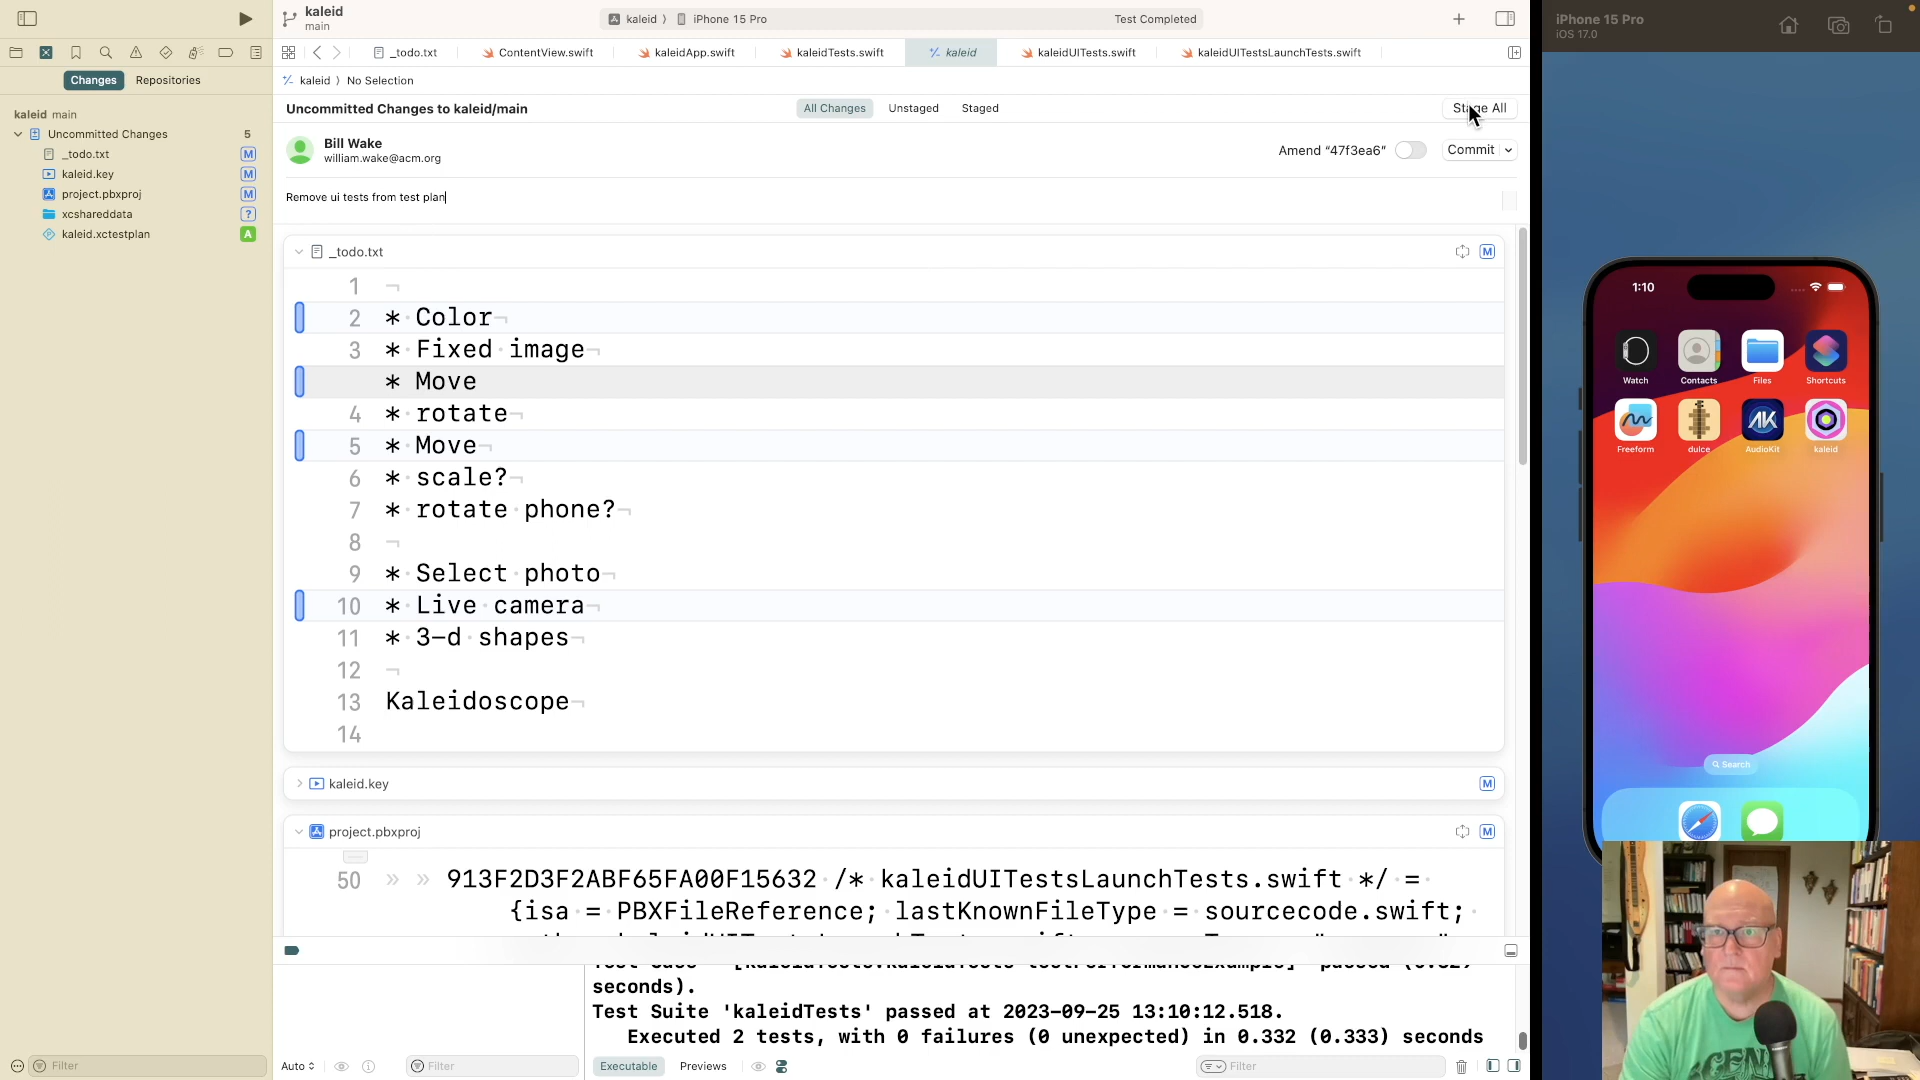 kaleid
main
kaleid ⟩ iPhone 15 Pro
Test Completed
_todo.txt
ContentView.swift
kaleidApp.swift
kaleidTests.swift
kaleid
kaleidUITests.swift
kaleidUITestsLaunchTests.swift
Changes
Repositories
kaleid ⟩ No Selection
Uncommitted Changes to kaleid/main
All Changes
Unstaged
Staged
Stage All
kaleid main
Uncommitted Changes 5
_todo.txt M
kaleid.key M
project.pbxproj M
xcshareddata ?
kaleid.xctestplan A
Bill Wake
william.wake@acm.org
Amend “47f3ea6”
Commit
Remove ui tests from test plan
_todo.txt M
1
2 * Color
3 * Fixed image
* Move
4 * rotate
5 * Move
6 * scale?
7 * rotate phone?
8
9 * Select photo
10 * Live camera
11 * 3-d shapes
12
13 Kaleidoscope
14
kaleid.key M
project.pbxproj M
50 913F2D3F2ABF65FA00F15632 /* kaleidUITestsLaunchTests.swift */ =
{isa = PBXFileReference; lastKnownFileType = sourcecode.swift;
seconds).
Test Suite 'kaleidTests' passed at 2023-09-25 13:10:12.518.
Executed 2 tests, with 0 failures (0 unexpected) in 0.332 (0.333) seconds
Filter
Auto
Filter
Executable
Previews
Filter
iPhone 15 Pro
iOS 17.0
1:10
Watch
Contacts
Files
Shortcuts
Freeform
dulce
AudioKit
kaleid
Search